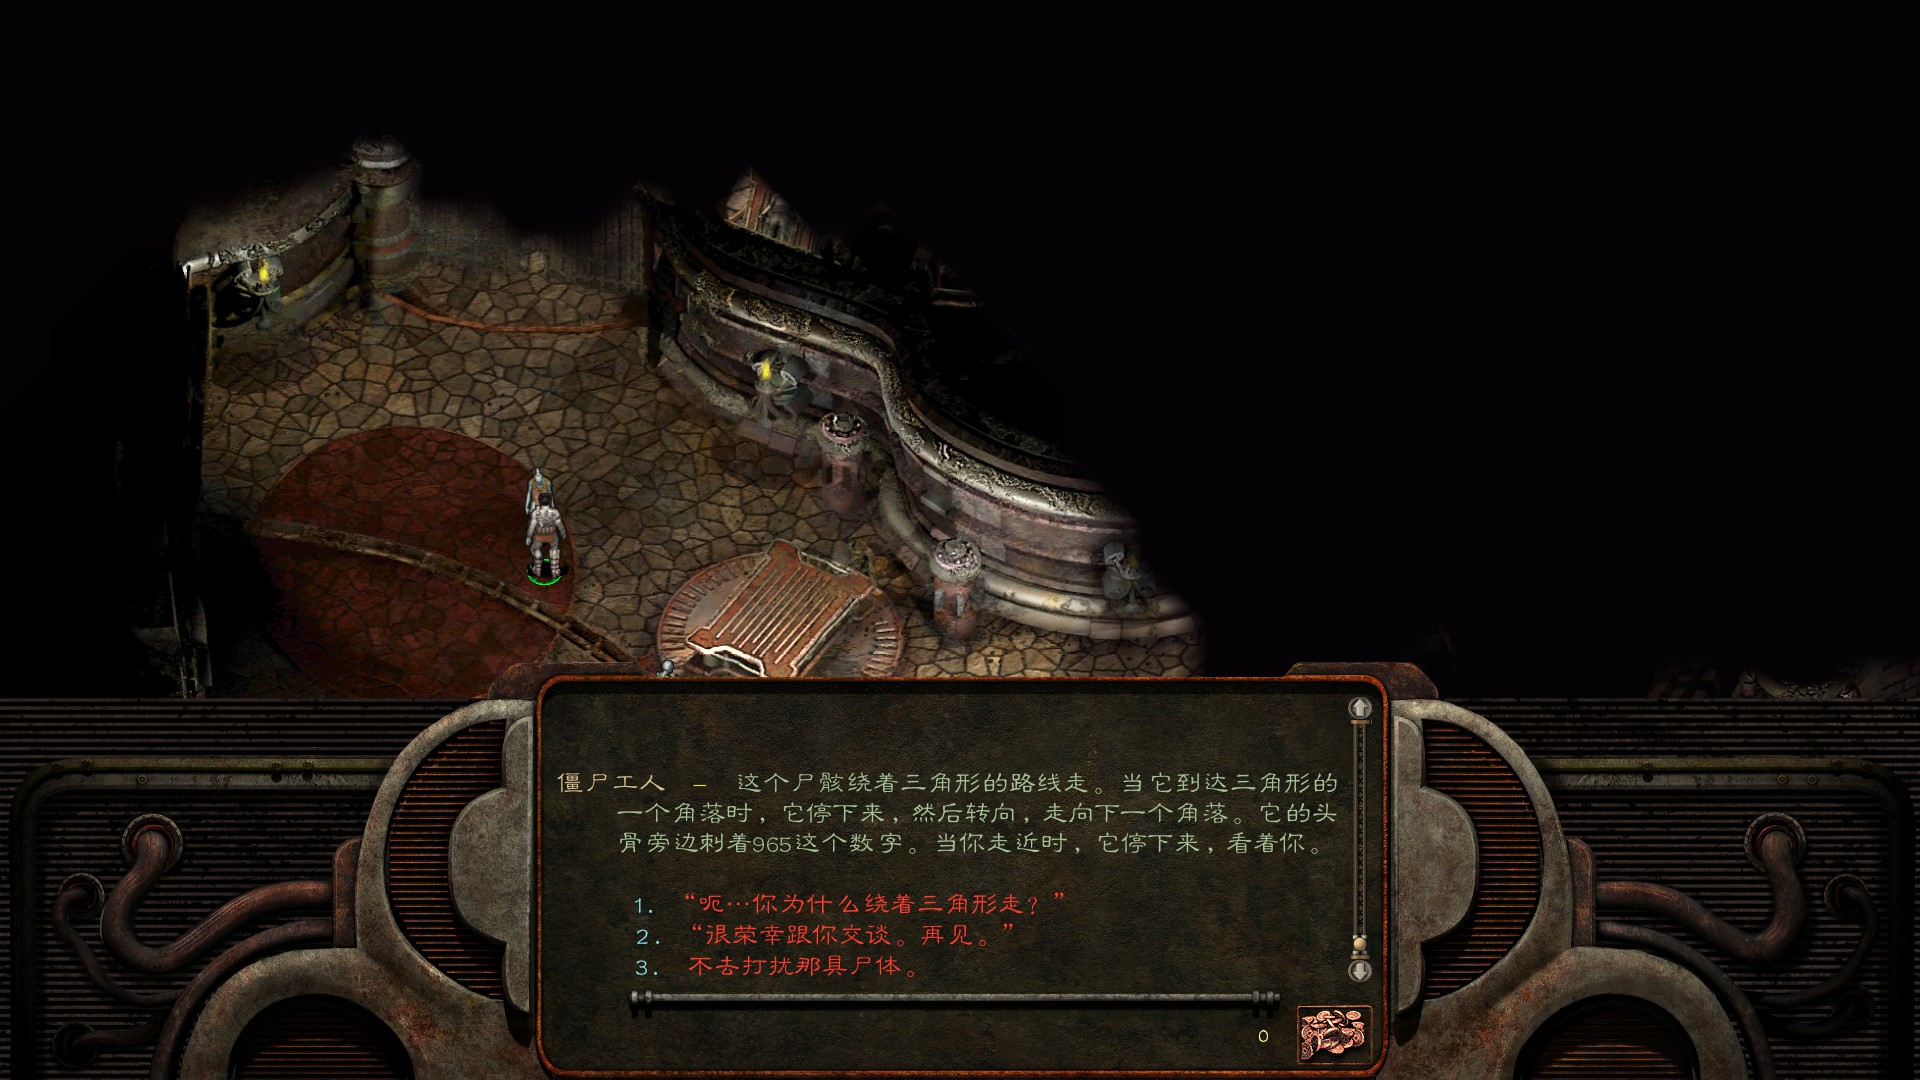 僵尸工人 – 这个尸骸绕着三角形的路线走。当它到达三角形的
一个角落时，它停下来，然后转向，走向下一个角落。它的头
骨旁边刺着965这个数字。当你走近时，它停下来，看着你。
1. “呃…你为什么绕着三角形走？”
2. “很荣幸跟你交谈。再见。”
3. 不去打扰那具尸体。
0